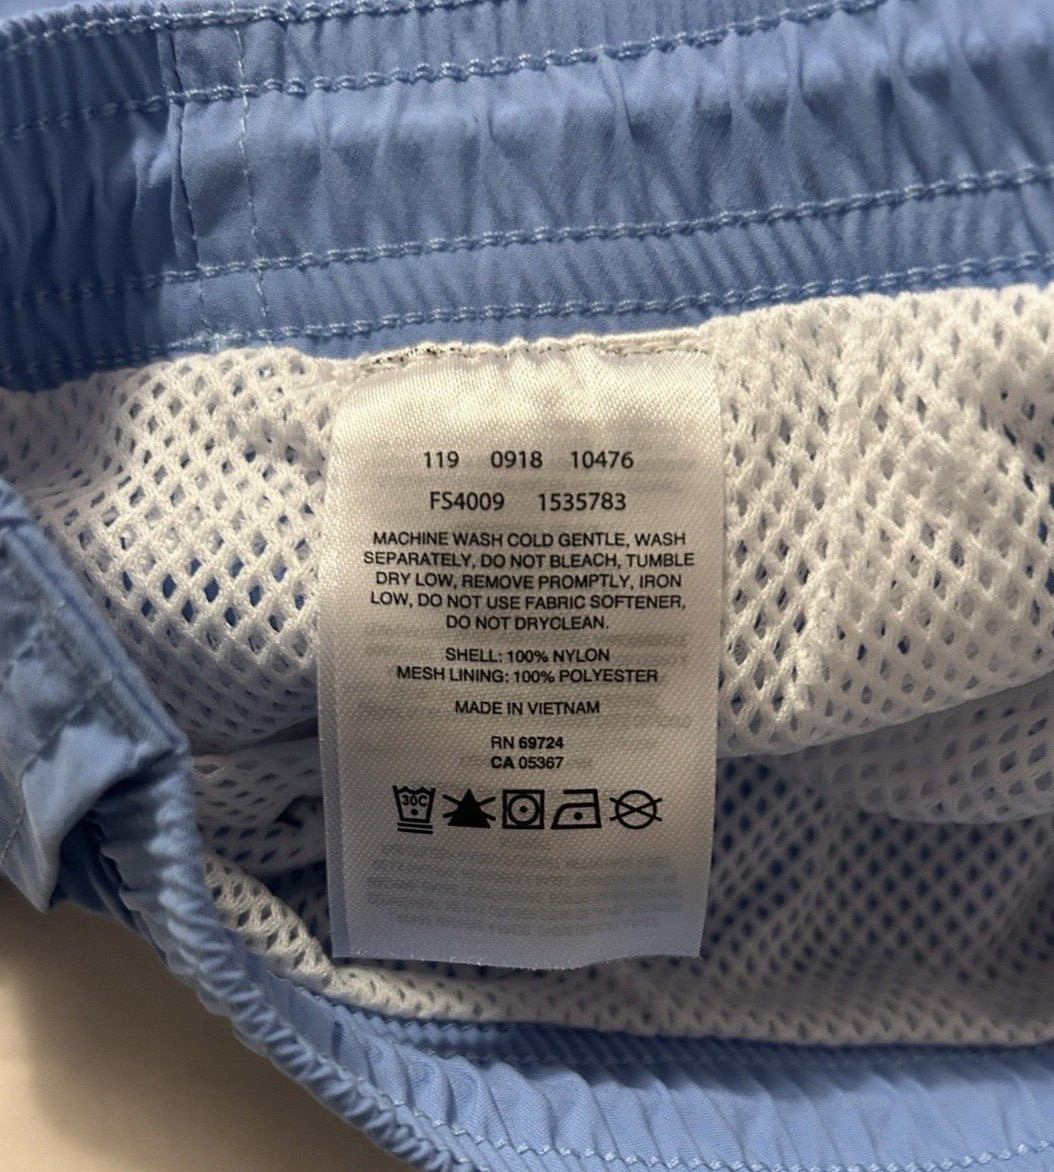 119 0918 10476
FS4009 1535783
MACHINE WASH COLD GENTLE, WASH
SEPARATELY, DO NOT BLEACH, TUMBLE
DRY LOW, REMOVE PROMPTLY, IRON
LOW, DO NOT USE FABRIC SOFTENER,
DO NOT DRYCLEAN.
SHELL: 100% NYLON
MESH LINING: 100% POLYESTER
MADE IN VIETNAM
RN 69724
CA 05367
30C